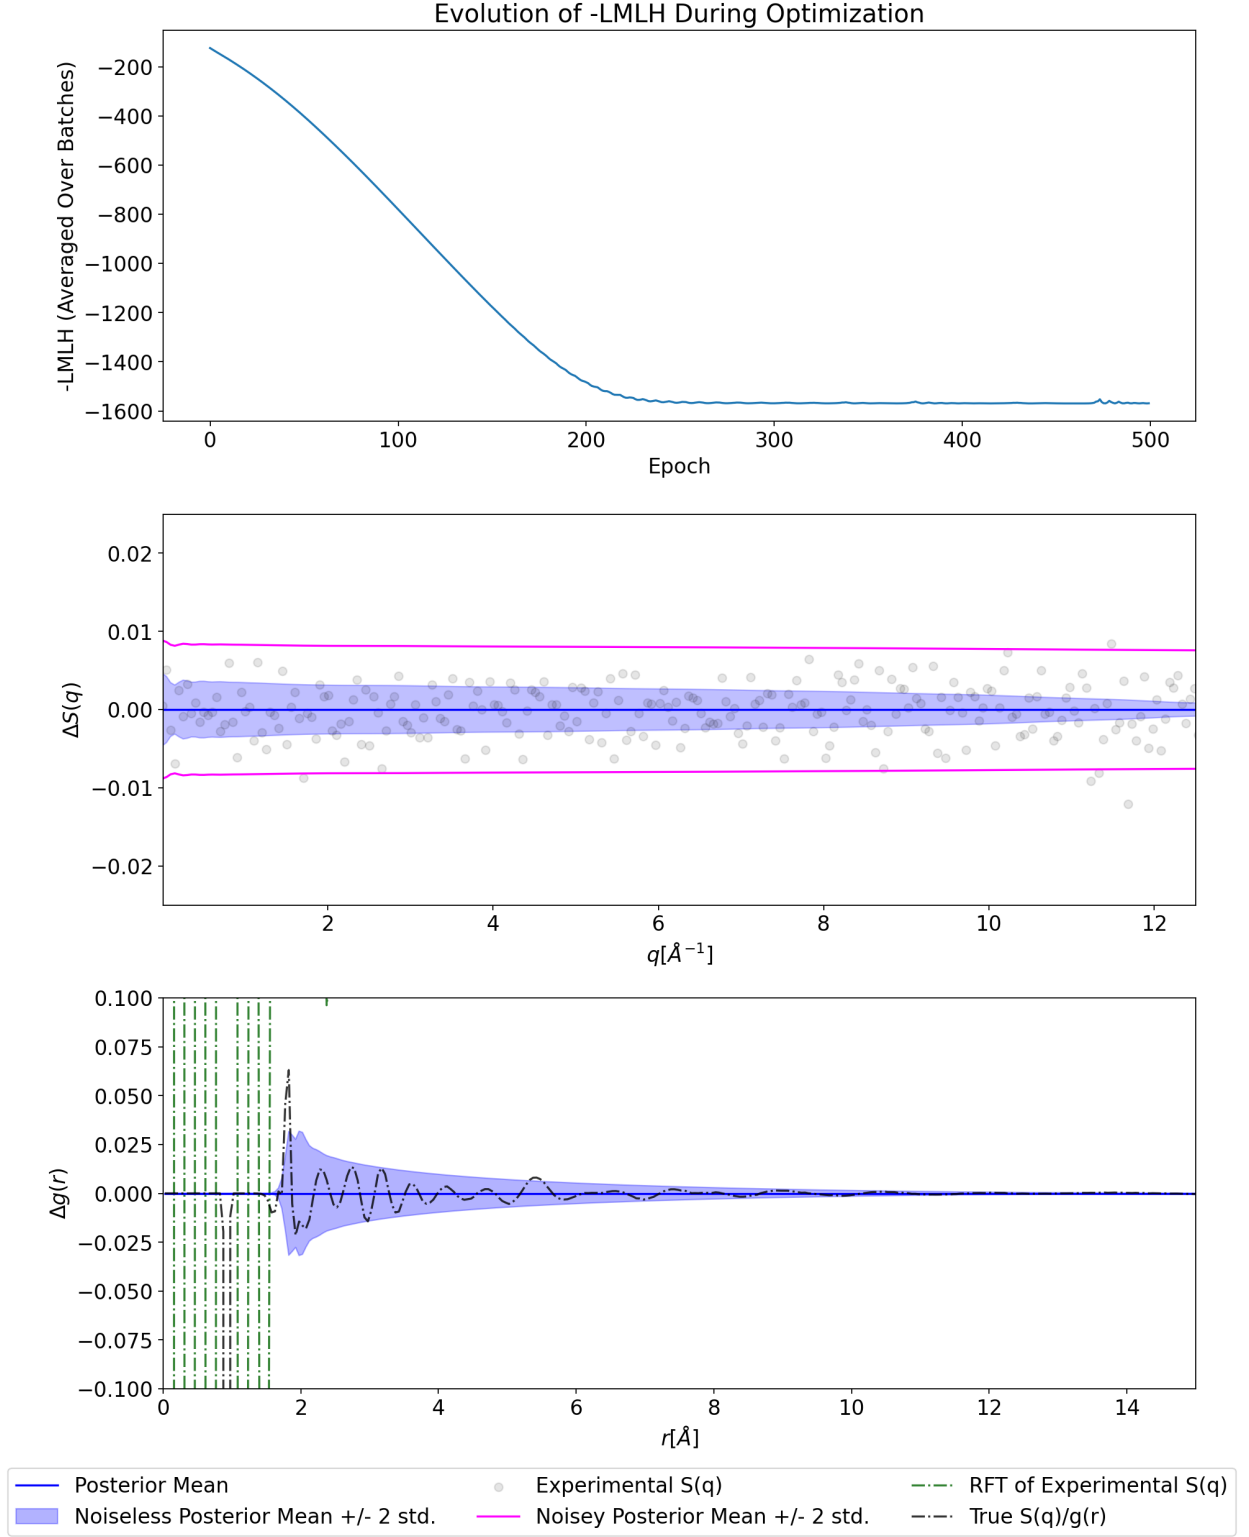 Evolution of -LMLH During Optimization
-LMLH (Averaged Over Batches)
−200
−400
−600
−800
−1000
−1200
−1400
−1600
0 100 200 300 400 500
Epoch
ΔS(q)
0.02
0.01
0.00
−0.01
−0.02
2 4 6 8 10 12
q[Å⁻¹]
Δg(r)
0.100
0.075
0.050
0.025
0.000
−0.025
−0.050
−0.075
−0.100
0 2 4 6 8 10 12 14
r[Å]
Posterior Mean
Noiseless Posterior Mean +/- 2 std.
Experimental S(q)
Noisey Posterior Mean +/- 2 std.
RFT of Experimental S(q)
True S(q)/g(r)